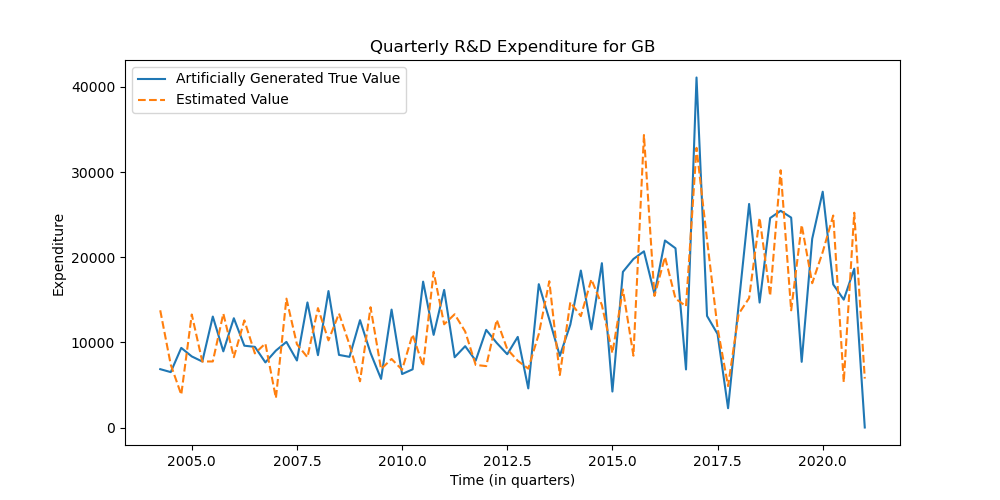 Quarterly R&D Expenditure for GB
Artificially Generated True Value
Estimated Value
Expenditure
40000
30000
20000
10000
0
2005.0 2007.5 2010.0 2012.5 2015.0 2017.5 2020.0
Time (in quarters)